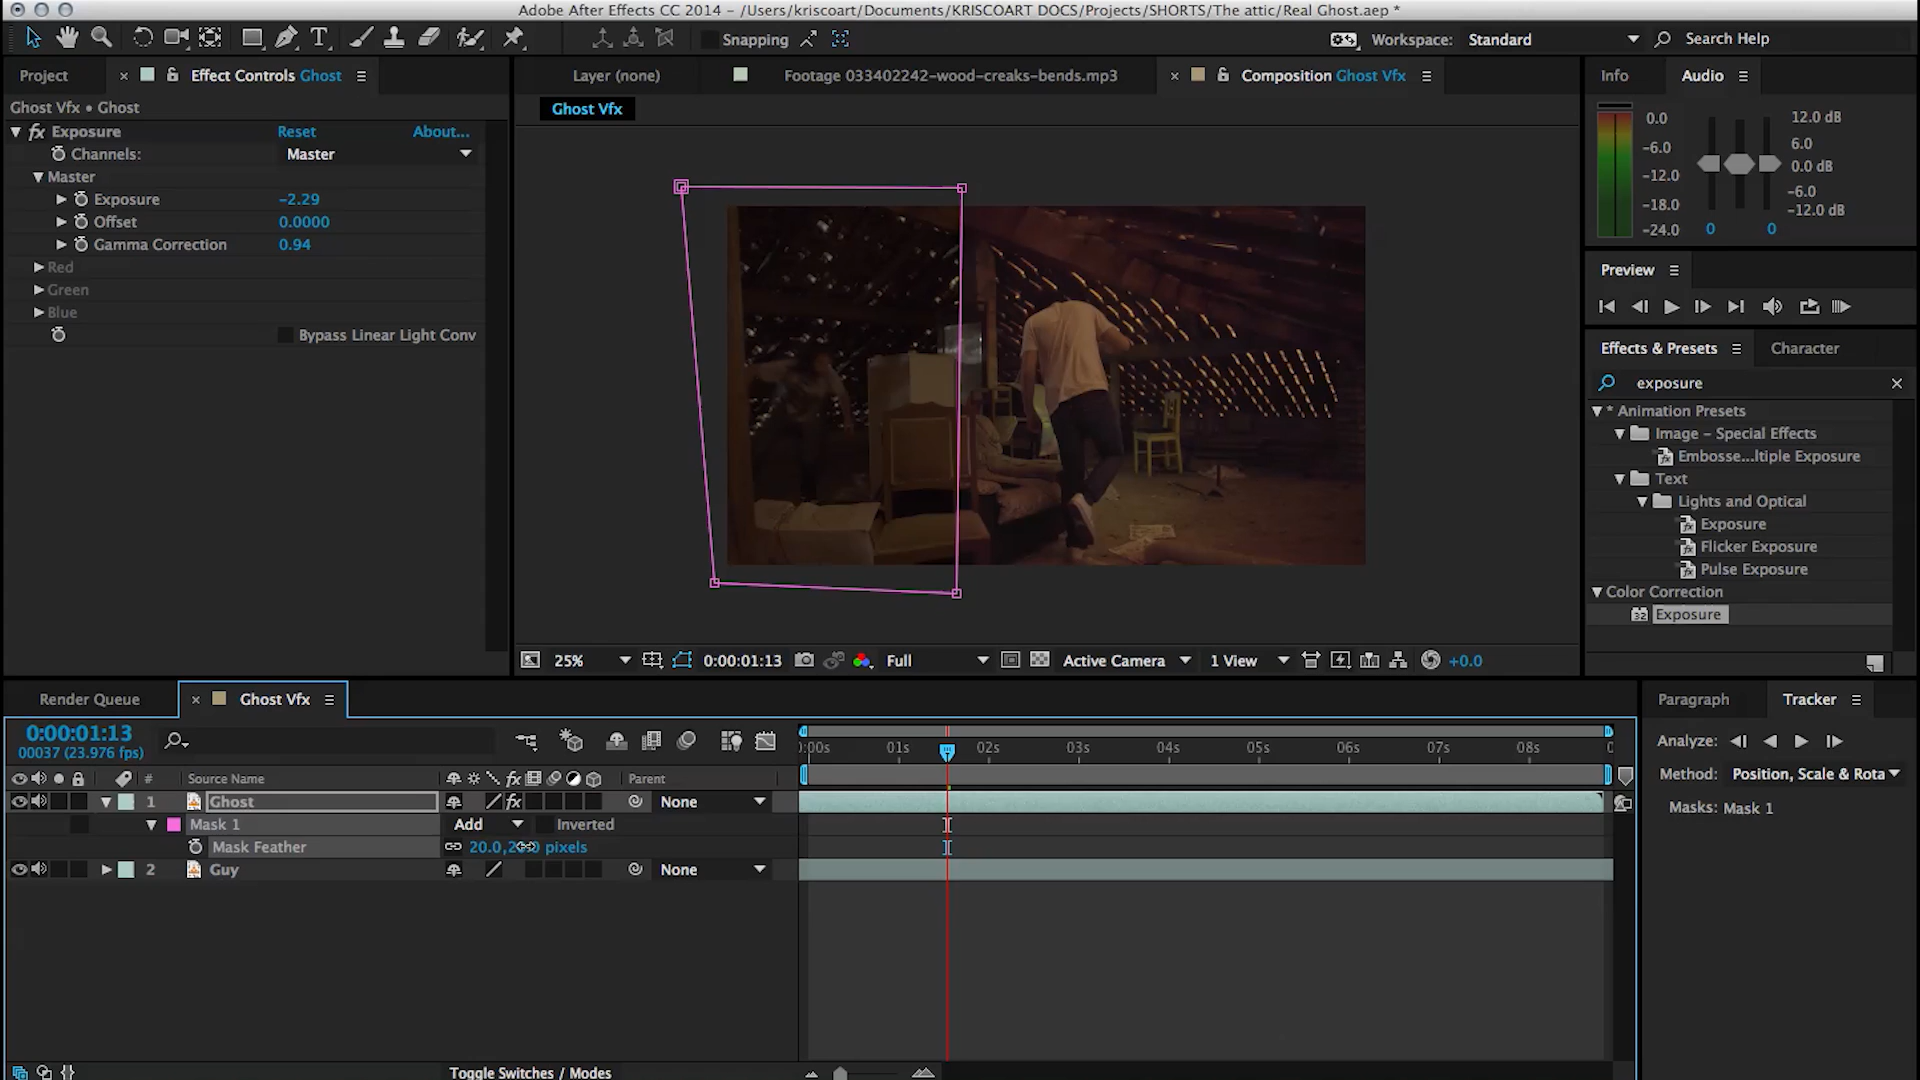 Adobe After Effects CC 2014 - /Users/kriscoart/Documents/KRISCOART DOCS/Projects/SHORTS/The attic/Real Ghost.aep *
Snapping
Workspace: Standard
Search Help
Project
Effect Controls Ghost
Layer (none)
Footage 033402242-wood-creaks-bends.mp3
Composition Ghost Vfx
Info
Audio
Ghost Vfx • Ghost
Ghost Vfx
fx Exposure Reset About...
Channels: Master
Master
Exposure -2.29
Offset 0.0000
Gamma Correction 0.94
Red
Green
Blue
Bypass Linear Light Conv
0.0
-6.0
-12.0
-18.0
-24.0
12.0 dB
6.0
0.0 dB
-6.0
-12.0 dB
0 0
Preview
Effects & Presets
Character
exposure
* Animation Presets
Image – Special Effects
Embosse...ltiple Exposure
Text
Lights and Optical
Exposure
Flicker Exposure
Pulse Exposure
Color Correction
32 Exposure
25%
0:00:01:13
Full
Active Camera
1 View
+0.0
Render Queue
Ghost Vfx
Paragraph
Tracker
0:00:01:13
00037 (23.976 fps)
:00s 01s 02s 03s 04s 05s 06s 07s 08s 0
Analyze:
Method: Position, Scale & Rota
Masks: Mask 1
# Source Name fx Parent
1 Ghost fx None
Mask 1 Add Inverted
Mask Feather 20.0, pixels
2 Guy None
Toggle Switches / Modes